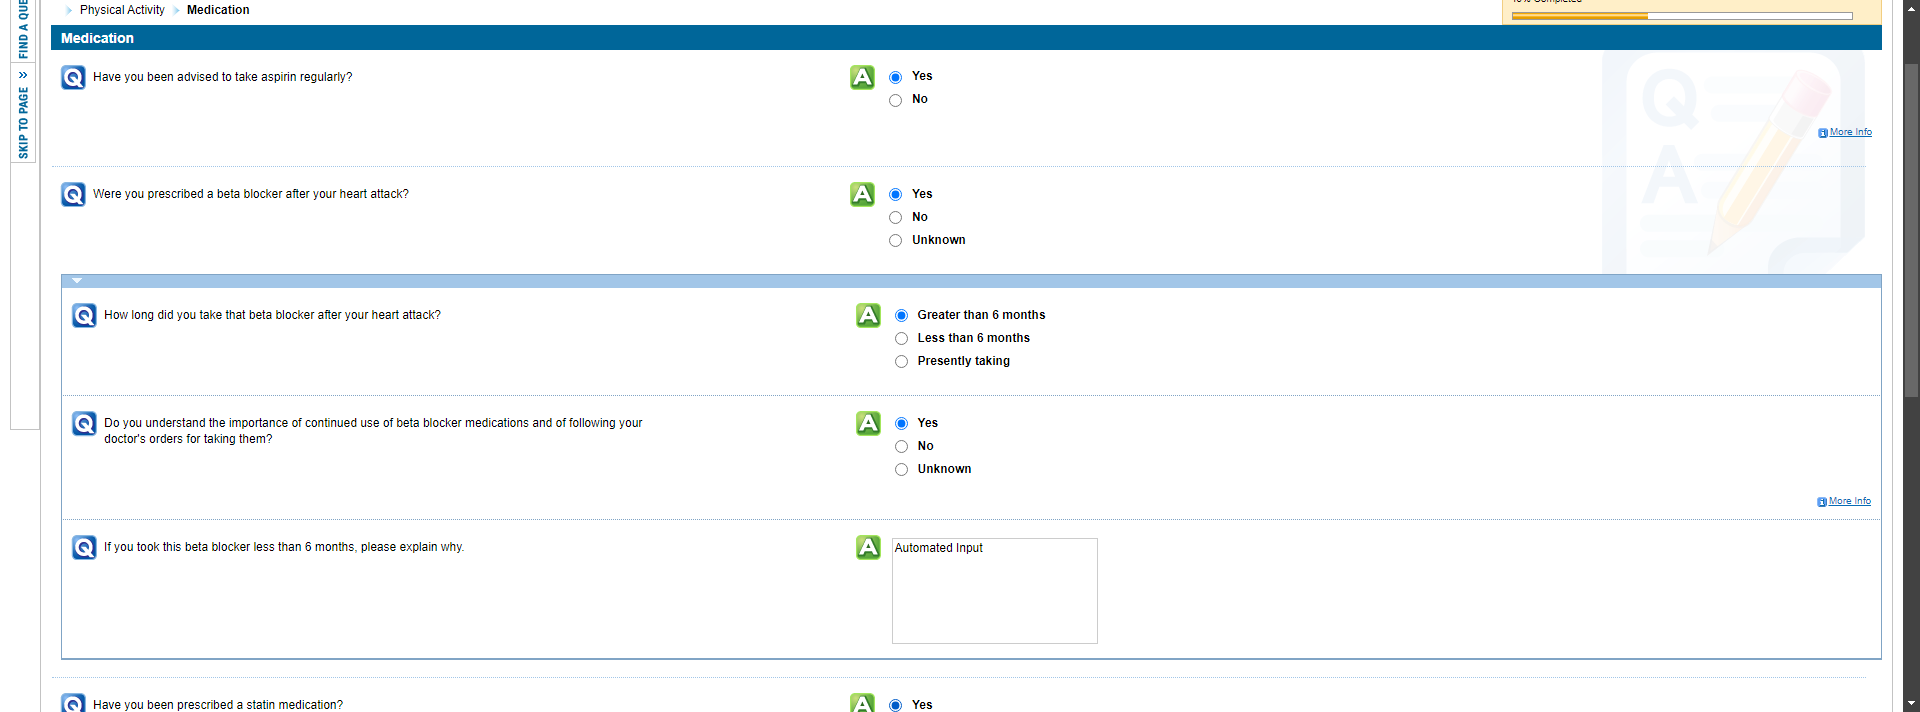 Physical Activity Medication
Medication
FIND A QUE
SKIP TO PAGE »
Q Have you been advised to take aspirin regularly?
A Yes
No
More Info
Q Were you prescribed a beta blocker after your heart attack?
A Yes
No
Unknown
Q How long did you take that beta blocker after your heart attack?
A Greater than 6 months
Less than 6 months
Presently taking
Q Do you understand the importance of continued use of beta blocker medications and of following your
doctor's orders for taking them?
A Yes
No
Unknown
More Info
Q If you took this beta blocker less than 6 months, please explain why.
A Automated Input
Q Have you been prescribed a statin medication?
A Yes
Q
A